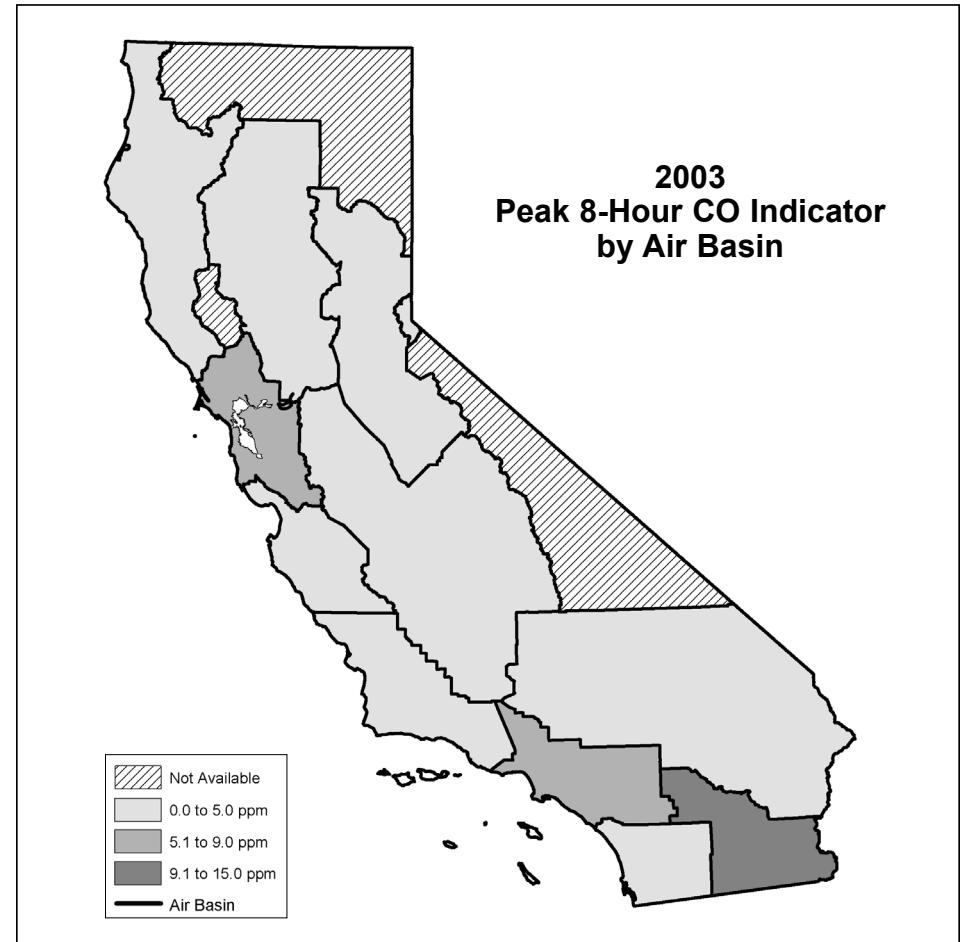 2003
Peak 8-Hour CO Indicator
by Air Basin
Not Available
0.0 to 5.0 ppm
5.1 to 9.0 ppm
9.1 to 15.0 ppm
Air Basin